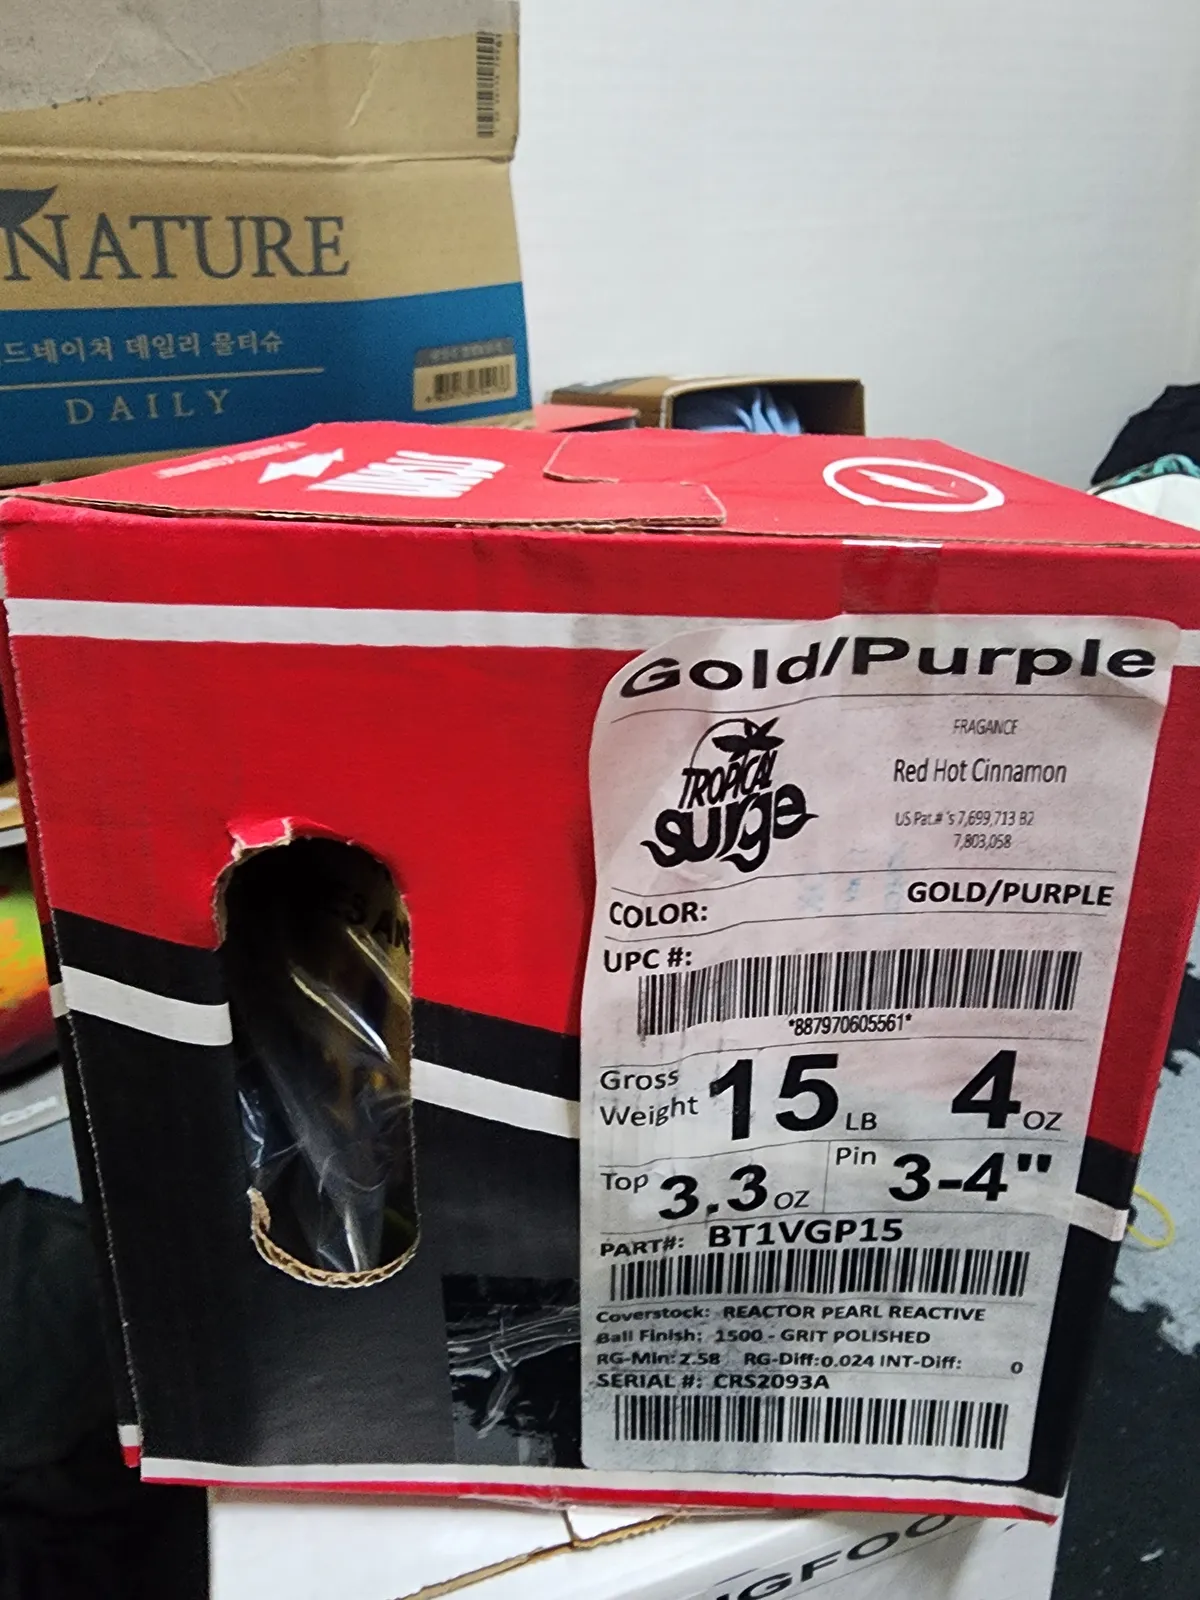 NATURE
드네이처 데일리 물티슈
DAILY
Gold/Purple
TROPICAL
surge
FRAGANCE
Red Hot Cinnamon
US Pat.# 's 7,699,713 B2
7,803,058
COLOR: GOLD/PURPLE
UPC #:
*887970605561*
Gross Weight 15 LB 4 OZ
Top 3.3 OZ Pin 3-4"
PART#: BT1VGP15
Coverstock: REACTOR PEARL REACTIVE
Ball Finish: 1500 - GRIT POLISHED
RG-Min: 2.58 RG-Diff:0.024 INT-Diff: 0
SERIAL #: CRS2093A